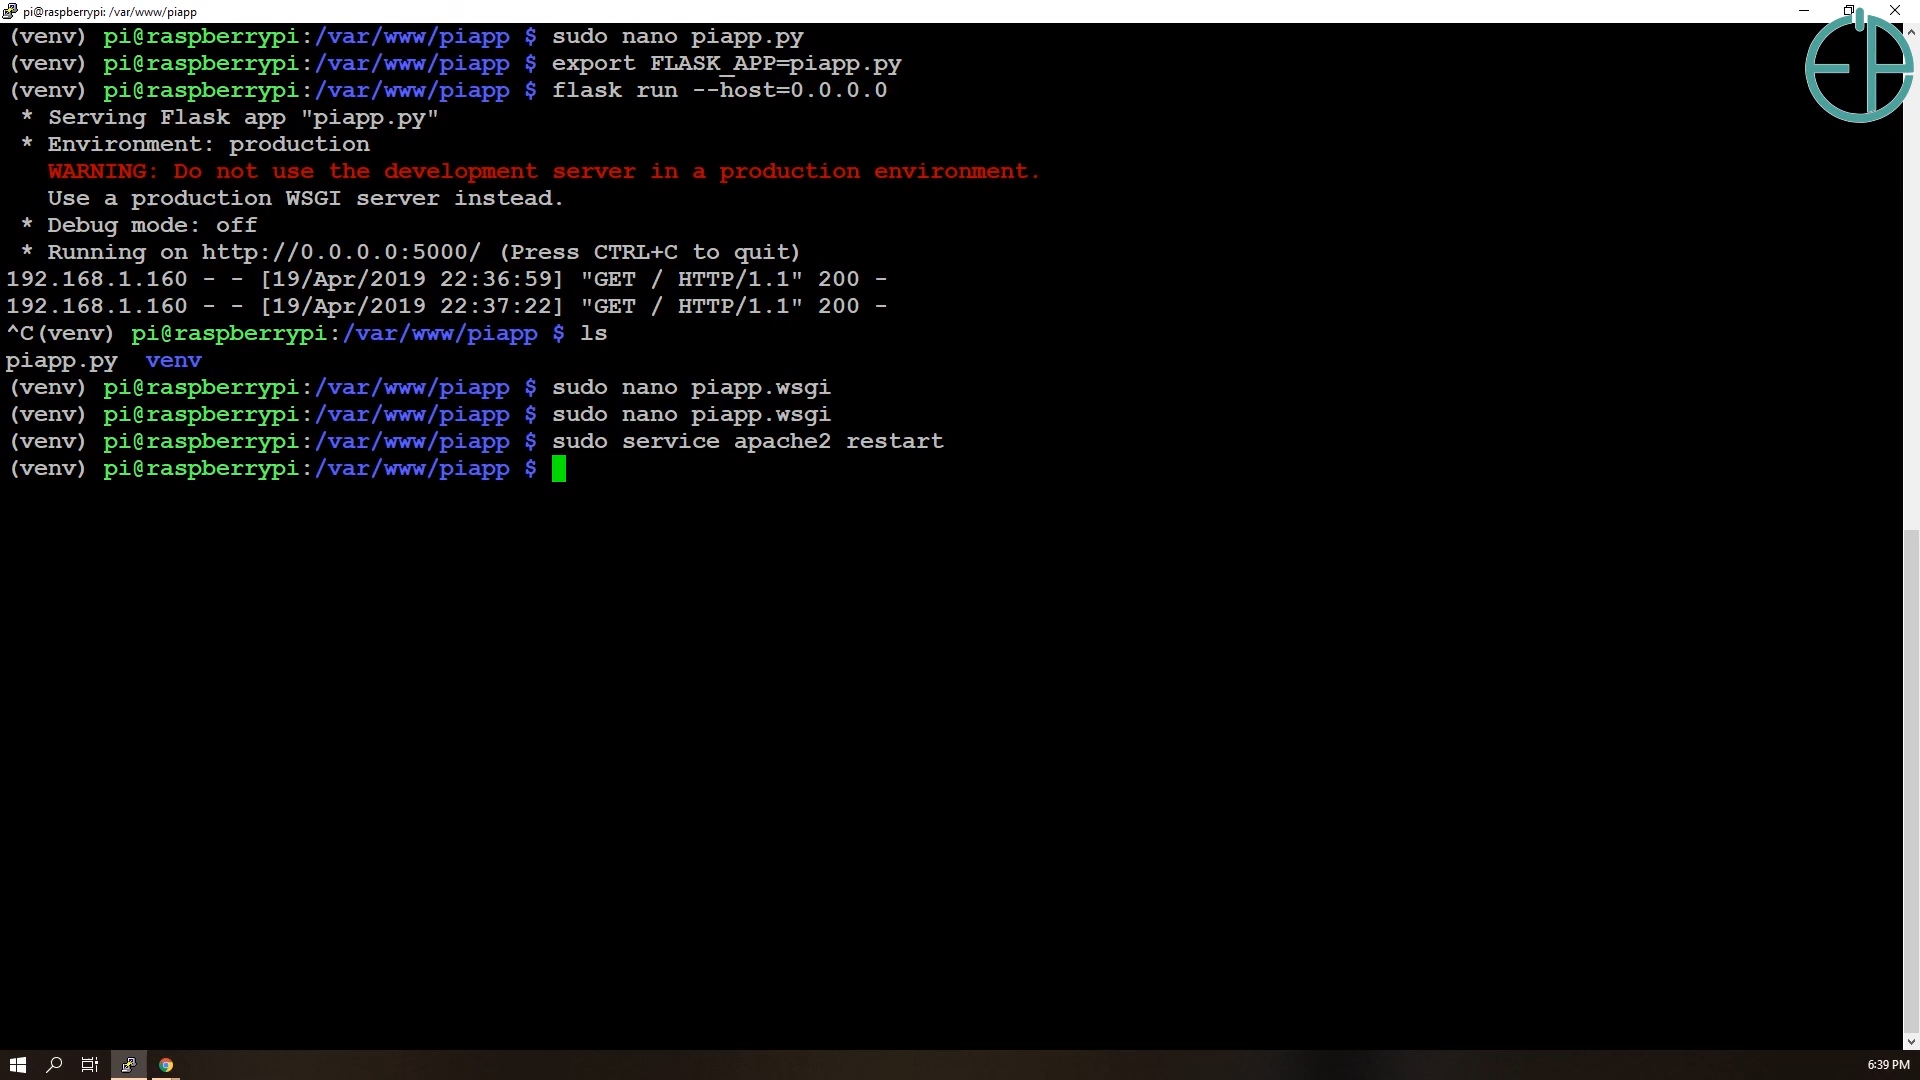 pi@raspberrypi: /var/www/piapp
(venv) pi@raspberrypi:/var/www/piapp $ sudo nano piapp.py
(venv) pi@raspberrypi:/var/www/piapp $ export FLASK_APP=piapp.py
(venv) pi@raspberrypi:/var/www/piapp $ flask run --host=0.0.0.0
* Serving Flask app "piapp.py"
* Environment: production
WARNING: Do not use the development server in a production environment.
Use a production WSGI server instead.
* Debug mode: off
* Running on http://0.0.0.0:5000/ (Press CTRL+C to quit)
192.168.1.160 - - [19/Apr/2019 22:36:59] "GET / HTTP/1.1" 200 -
192.168.1.160 - - [19/Apr/2019 22:37:22] "GET / HTTP/1.1" 200 -
^C(venv) pi@raspberrypi:/var/www/piapp $ ls
piapp.py venv
(venv) pi@raspberrypi:/var/www/piapp $ sudo nano piapp.wsgi
(venv) pi@raspberrypi:/var/www/piapp $ sudo nano piapp.wsgi
(venv) pi@raspberrypi:/var/www/piapp $ sudo service apache2 restart
(venv) pi@raspberrypi:/var/www/piapp $
6:39 PM